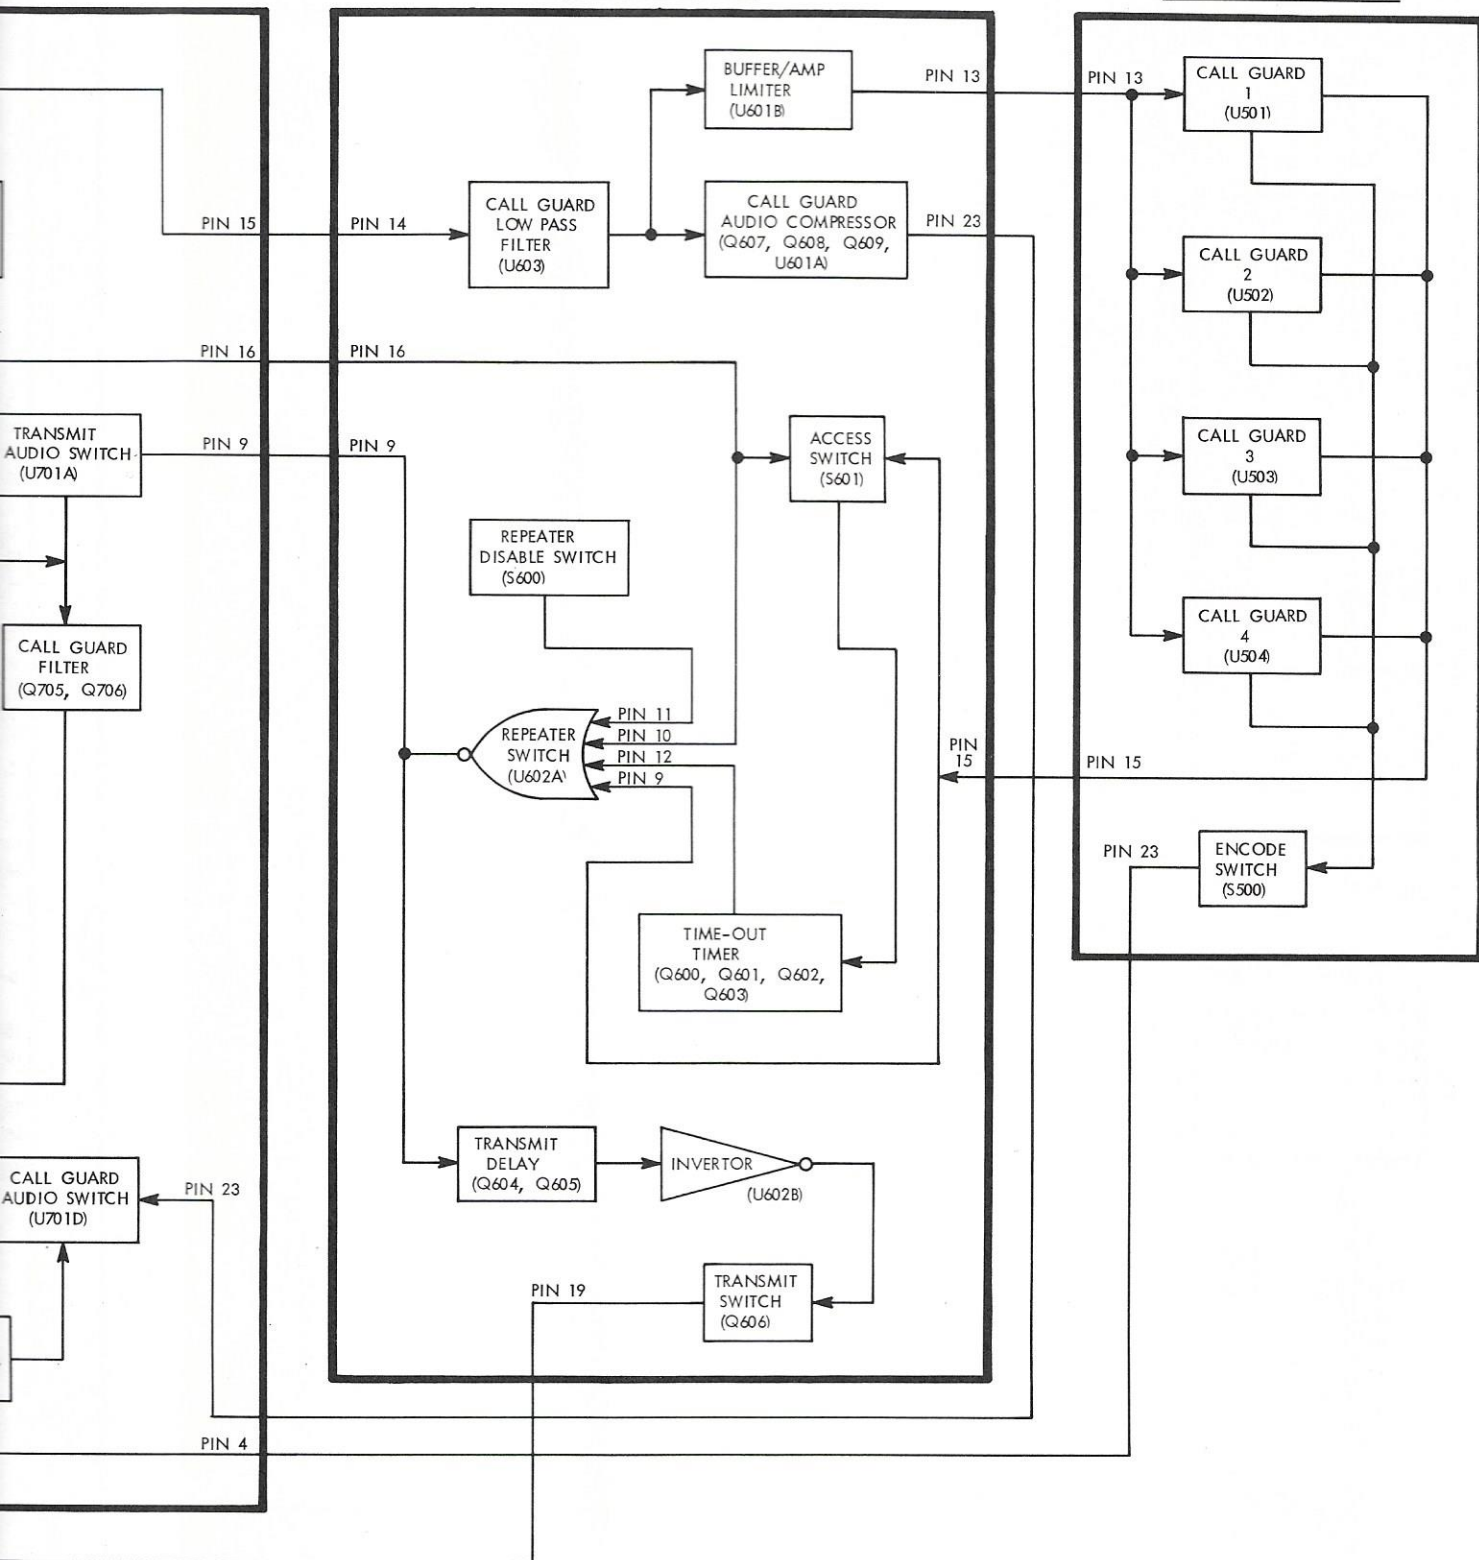 BUFFER/AMP
LIMITER
(U601B)
PIN 13
PIN 13
CALL GUARD
1
(U501)
PIN 15
PIN 14
CALL GUARD
LOW PASS
FILTER
(U603)
CALL GUARD
AUDIO COMPRESSOR
(Q607, Q608, Q609,
U601A)
PIN 23
CALL GUARD
2
(U502)
PIN 16
PIN 16
TRANSMIT
AUDIO SWITCH
(U701A)
PIN 9
PIN 9
ACCESS
SWITCH
(S601)
CALL GUARD
3
(U503)
REPEATER
DISABLE SWITCH
(S600)
CALL GUARD
FILTER
(Q705, Q706)
CALL GUARD
4
(U504)
REPEATER
SWITCH
(U602A)
PIN 11
PIN 10
PIN 12
PIN 9
PIN
15
PIN 15
PIN 23
ENCODE
SWITCH
(S500)
TIME-OUT
TIMER
(Q600, Q601, Q602,
Q603)
TRANSMIT
DELAY
(Q604, Q605)
INVERTOR
(U602B)
CALL GUARD
AUDIO SWITCH
(U701D)
PIN 23
PIN 19
TRANSMIT
SWITCH
(Q606)
PIN 4